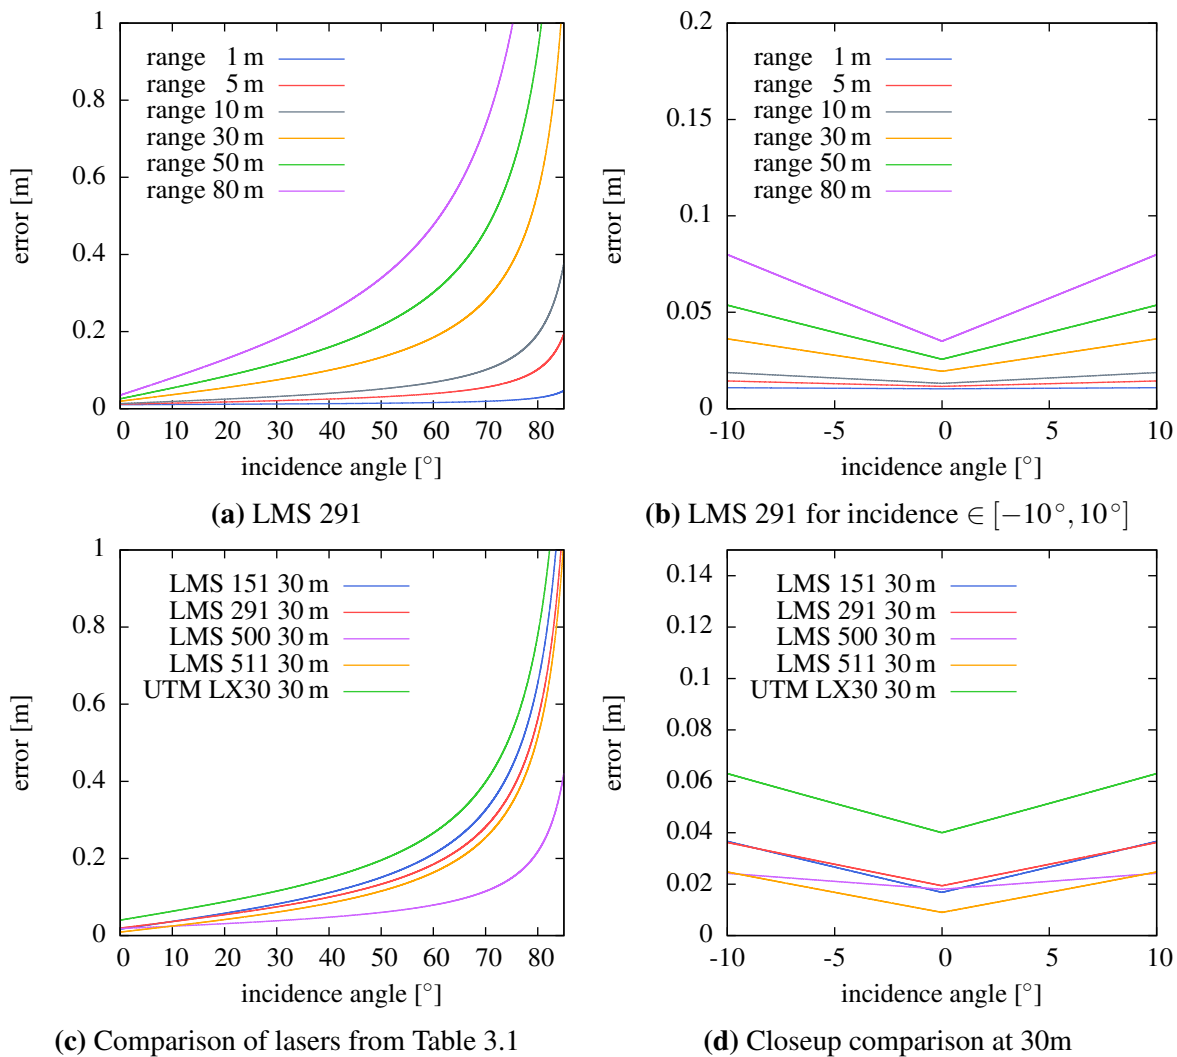 1
0.8
0.6
0.4
0.2
0
error [m]
range 1 m
range 5 m
range 10 m
range 30 m
range 50 m
range 80 m
0 10 20 30 40 50 60 70 80
incidence angle [°]
(a) LMS 291
0.2
0.15
0.1
0.05
0
error [m]
range 1 m
range 5 m
range 10 m
range 30 m
range 50 m
range 80 m
-10 -5 0 5 10
incidence angle [°]
(b) LMS 291 for incidence ∈ [−10°, 10°]
1
0.8
0.6
0.4
0.2
0
error [m]
LMS 151 30 m
LMS 291 30 m
LMS 500 30 m
LMS 511 30 m
UTM LX30 30 m
0 10 20 30 40 50 60 70 80
incidence angle [°]
(c) Comparison of lasers from Table 3.1
0.14
0.12
0.1
0.08
0.06
0.04
0.02
0
error [m]
LMS 151 30 m
LMS 291 30 m
LMS 500 30 m
LMS 511 30 m
UTM LX30 30 m
-10 -5 0 5 10
incidence angle [°]
(d) Closeup comparison at 30m